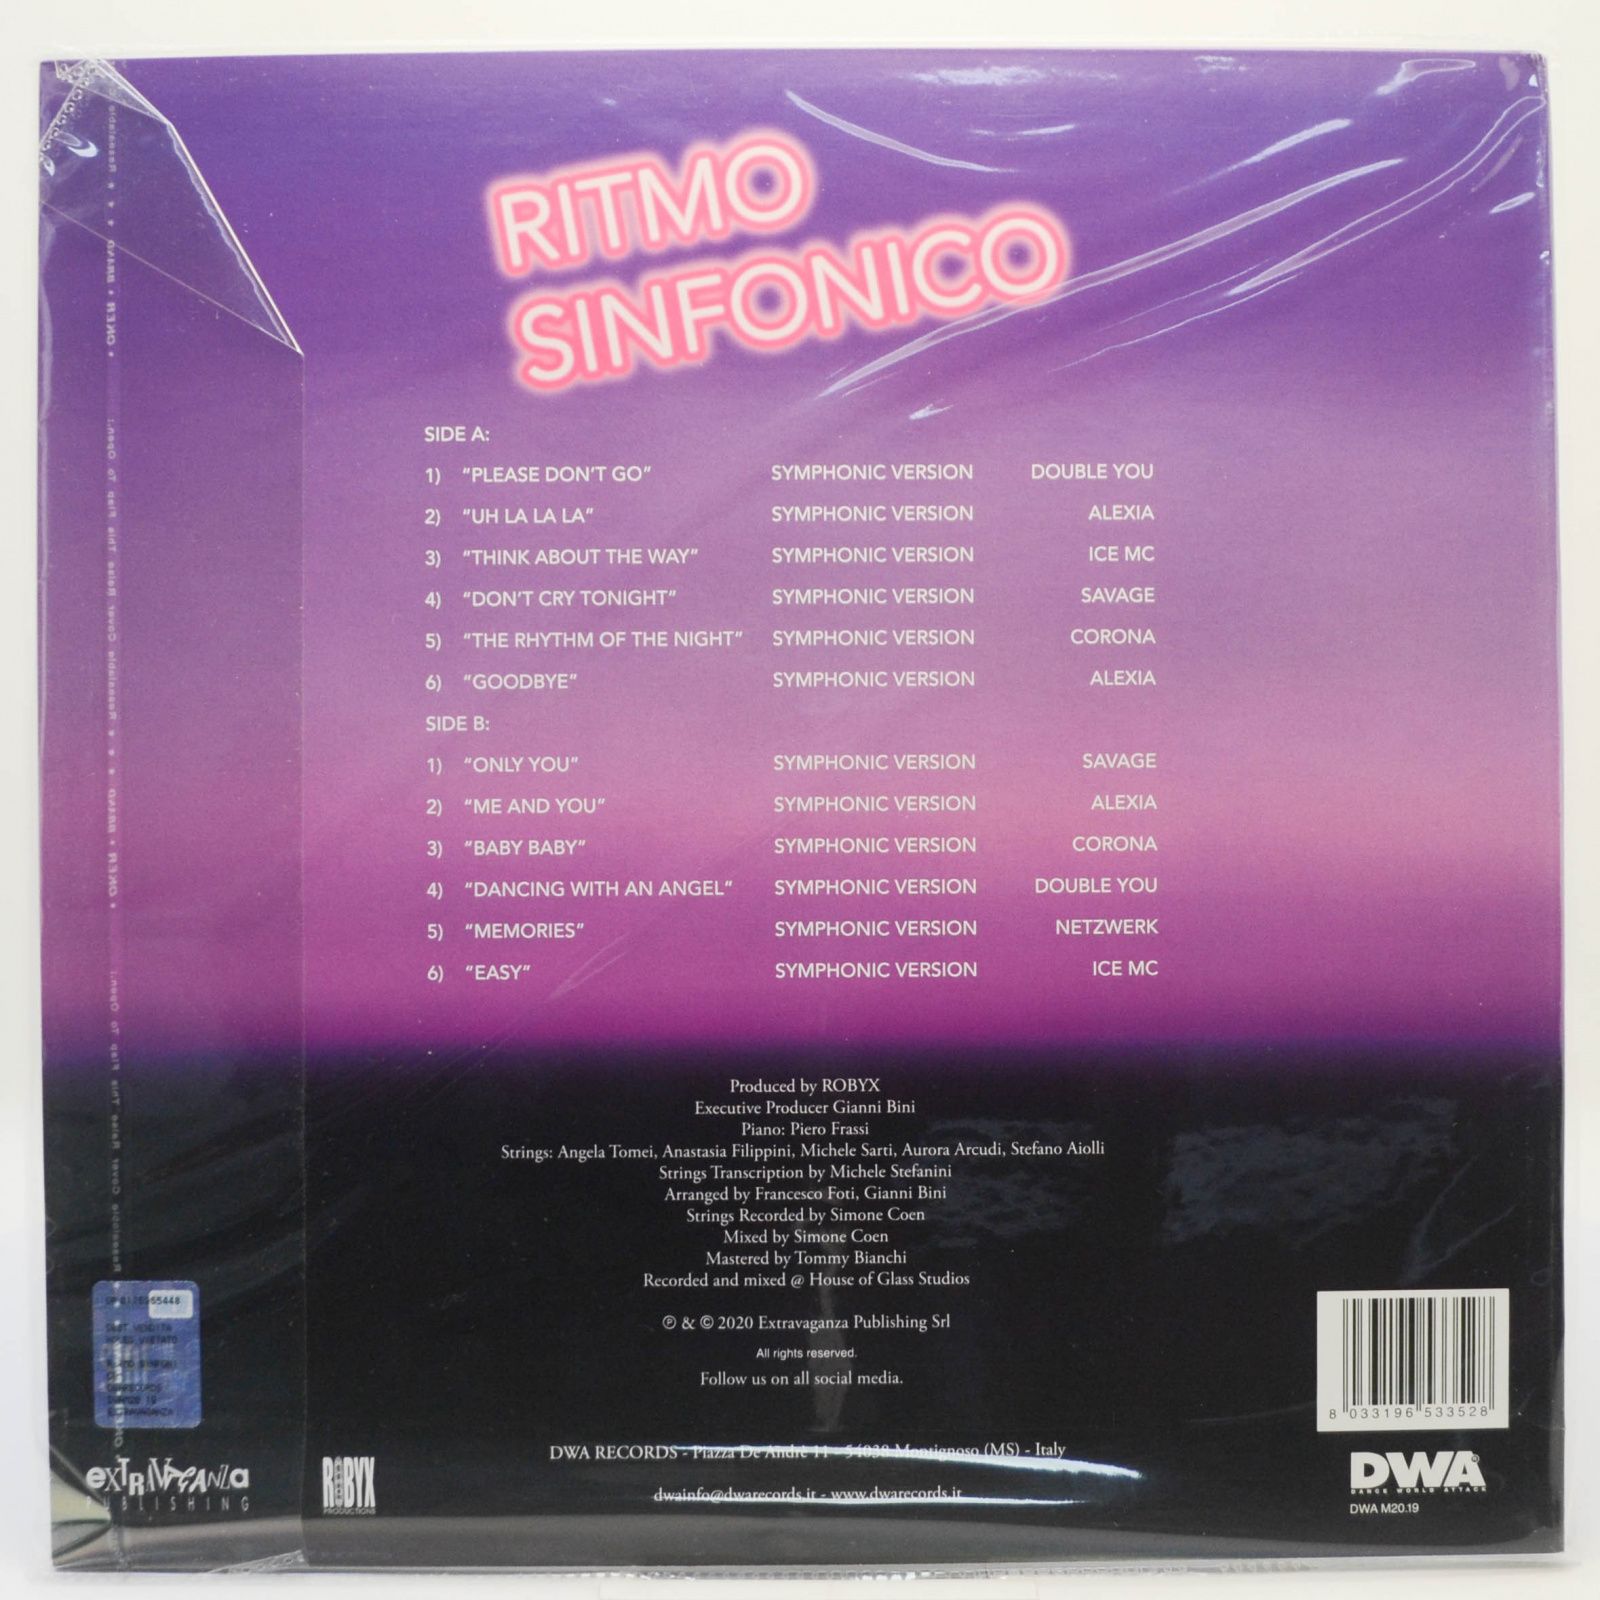 RITMO
SINFONICO
SIDE A:
1) “PLEASE DON'T GO” SYMPHONIC VERSION DOUBLE YOU
2) “UH LA LA LA” SYMPHONIC VERSION ALEXIA
3) “THINK ABOUT THE WAY” SYMPHONIC VERSION ICE MC
4) “DON'T CRY TONIGHT” SYMPHONIC VERSION SAVAGE
5) “THE RHYTHM OF THE NIGHT” SYMPHONIC VERSION CORONA
6) “GOODBYE” SYMPHONIC VERSION ALEXIA
SIDE B:
1) “ONLY YOU” SYMPHONIC VERSION SAVAGE
2) “ME AND YOU” SYMPHONIC VERSION ALEXIA
3) “BABY BABY” SYMPHONIC VERSION CORONA
4) “DANCING WITH AN ANGEL” SYMPHONIC VERSION DOUBLE YOU
5) “MEMORIES” SYMPHONIC VERSION NETZWERK
6) “EASY” SYMPHONIC VERSION ICE MC
Produced by ROBYX
Executive Producer Gianni Bini
Piano: Piero Frassi
Strings: Angela Tomei, Anastasia Filippini, Michele Sarti, Aurora Arcudi, Stefano Aiolli
Strings Transcription by Michele Stefanini
Arranged by Francesco Foti, Gianni Bini
Strings Recorded by Simone Coen
Mixed by Simone Coen
Mastered by Tommy Bianchi
Recorded and mixed @ House of Glass Studios
℗ & © 2020 Extravaganza Publishing Srl
All rights reserved.
Follow us on all social media.
DWA RECORDS - Piazza De Andrè 11 - 54038 Montignoso (MS) - Italy
dwainfo@dwarecords.it - www.dwarecords.it
eXTRAVAGANZa
PUBLISHING
ROBYX
PRODUCTIONS
8 033196 533528
DWA®
DANCE WORLD ATTACK
DWA M20.19